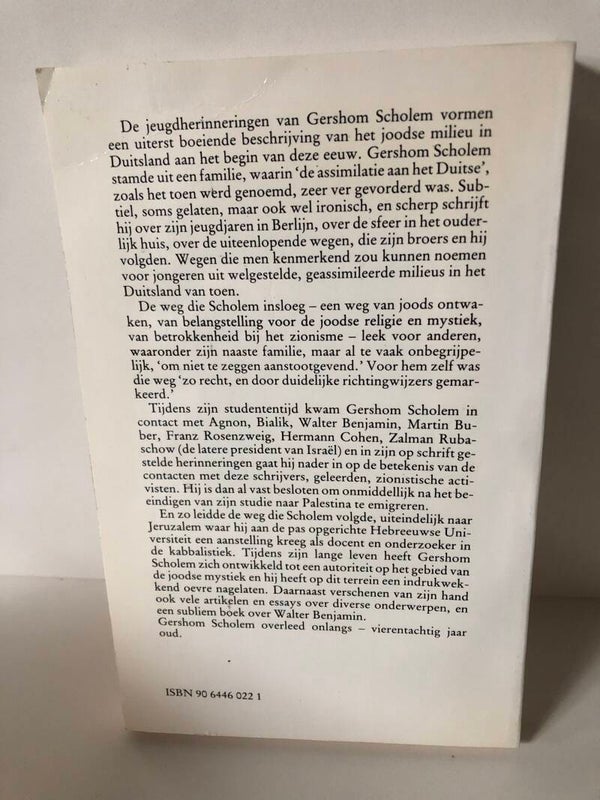 De jeugdherinneringen van Gershom Scholem vormen
een uiterst boeiende beschrijving van het joodse milieu in
Duitsland aan het begin van deze eeuw. Gershom Scholem
stamde uit een familie, waarin ‘de assimilatie aan het Duitse’,
zoals het toen werd genoemd, zeer ver gevorderd was. Sub-
tiel, soms gelaten, maar ook wel ironisch, en scherp schrijft
hij over zijn jeugdjaren in Berlijn, over de sfeer in het ouder-
lijk huis, over de uiteenlopende wegen, die zijn broers en hij
volgden. Wegen die men kenmerkend zou kunnen noemen
voor jongeren uit welgestelde, geassimileerde milieus in het
Duitsland van toen.
De weg die Scholem insloeg – een weg van joods ontwa-
ken, van belangstelling voor de joodse religie en mystiek,
van betrokkenheid bij het zionisme – leek voor anderen,
waaronder zijn naaste familie, maar al te vaak onbegrijpe-
lijk, ‘om niet te zeggen aanstootgevend.’ Voor hem zelf was
die weg ‘zo recht, en door duidelijke richtingwijzers gemar-
keerd.’
Tijdens zijn studententijd kwam Gershom Scholem in
contact met Agnon, Bialik, Walter Benjamin, Martin Bu-
ber, Franz Rosenzweig, Hermann Cohen, Zalman Ruba-
schow (de latere president van Israël) en in zijn op schrift ge-
stelde herinneringen gaat hij nader in op de betekenis van de
contacten met deze schrijvers, geleerden, zionistische acti-
visten. Hij is dan al vast besloten om onmiddellijk na het be-
eindigen van zijn studie naar Palestina te emigreren.
En zo leidde de weg die Scholem volgde, uiteindelijk naar
Jeruzalem waar hij aan de pas opgerichte Hebreeuwse Uni-
versiteit een aanstelling kreeg als docent en onderzoeker in
de kabbalistiek. Tijdens zijn lange leven heeft Gershom
Scholem zich ontwikkeld tot een autoriteit op het gebied van
de joodse mystiek en hij heeft op dit terrein een indrukwek-
kend oevre nagelaten. Daarnaast verschenen van zijn hand
ook vele artikelen en essays over diverse onderwerpen, en
een subliem boek over Walter Benjamin.
Gershom Scholem overleed onlangs – vierentachtig jaar
oud.
ISBN 90 6446 022 1